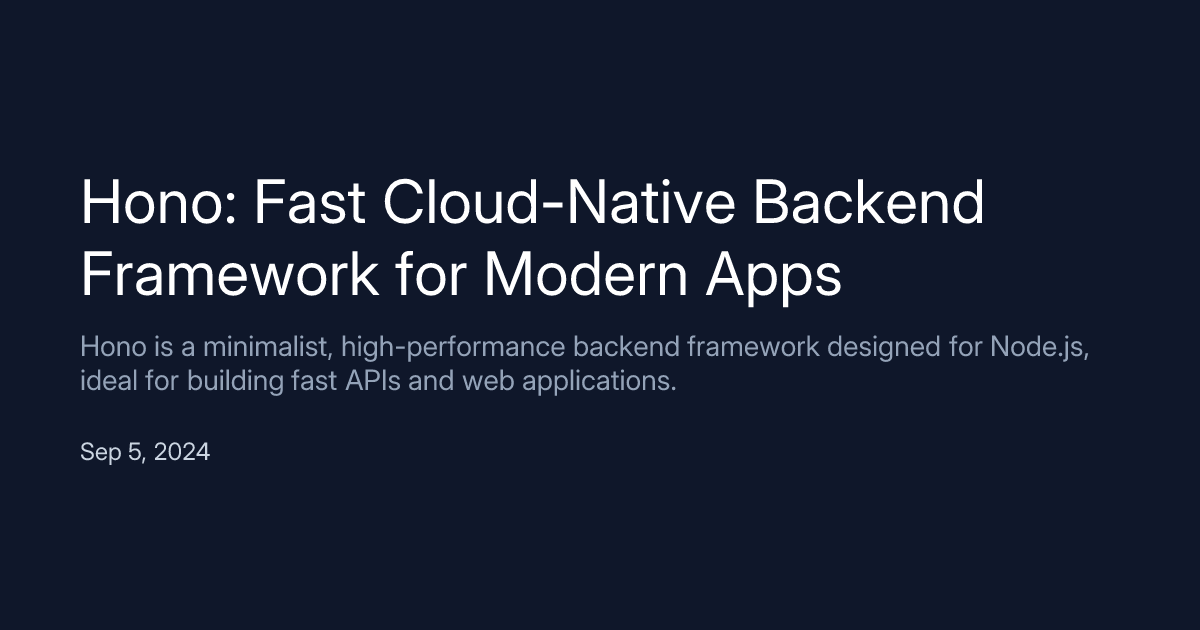 Hono: Fast Cloud-Native Backend
Framework for Modern Apps
Hono is a minimalist, high-performance backend framework designed for Node.js,
ideal for building fast APIs and web applications.
Sep 5, 2024